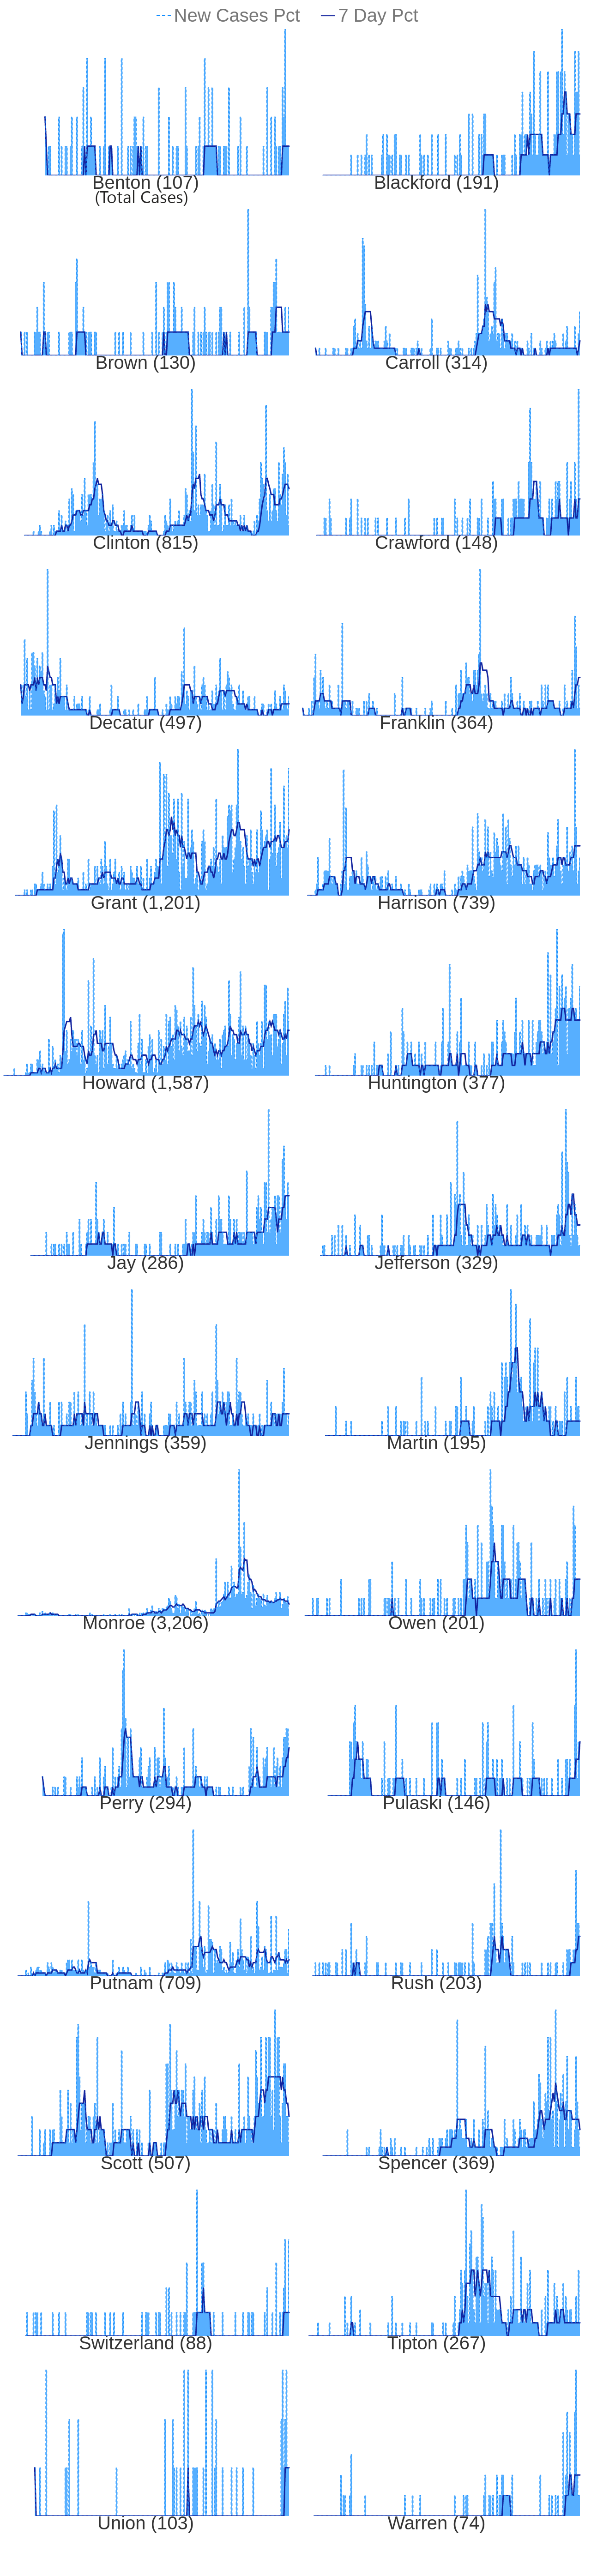 New Cases Pct 7 Day Pct
Benton (107) Blackford (191)
(Total Cases)
Brown (130) Carroll (314)
Clinton (815) Crawford (148)
Decatur (497) Franklin (364)
Grant (1,201) Harrison (739)
Howard (1,587) Huntington (377)
Jay (286) Jefferson (329)
Jennings (359) Martin (195)
Monroe (3,206) Owen (201)
Perry (294) Pulaski (146)
Putnam (709) Rush (203)
Scott (507) Spencer (369)
Switzerland (88) Tipton (267)
Union (103) Warren (74)